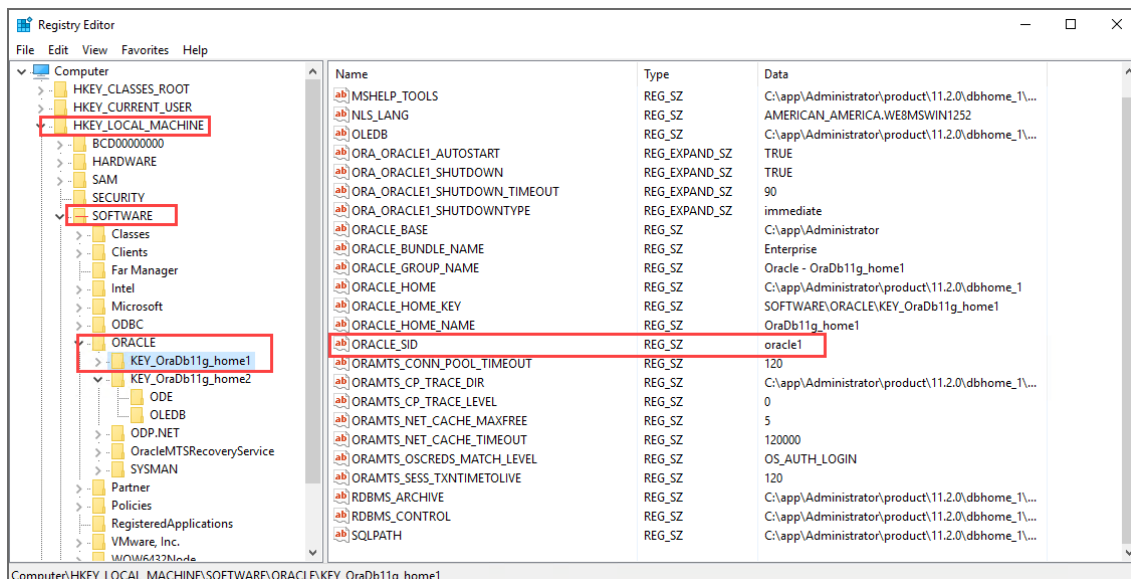 Registry Editor
File Edit View Favorites Help
Computer
HKEY_CLASSES_ROOT
HKEY_CURRENT_USER
HKEY_LOCAL_MACHINE
BCD00000000
HARDWARE
SAM
SECURITY
SOFTWARE
Classes
Clients
Far Manager
Intel
Microsoft
ODBC
ORACLE
KEY_OraDb11g_home1
KEY_OraDb11g_home2
ODE
OLEDB
ODP.NET
OracleMTSRecoveryService
SYSMAN
Partner
Policies
RegisteredApplications
VMware, Inc.
WOW6432Node
Name Type Data
MSHELP_TOOLS REG_SZ C:\app\Administrator\product\11.2.0\dbhome_1\...
NLS_LANG REG_SZ AMERICAN_AMERICA.WE8MSWIN1252
OLEDB REG_SZ C:\app\Administrator\product\11.2.0\dbhome_1\...
ORA_ORACLE1_AUTOSTART REG_EXPAND_SZ TRUE
ORA_ORACLE1_SHUTDOWN REG_EXPAND_SZ TRUE
ORA_ORACLE1_SHUTDOWN_TIMEOUT REG_EXPAND_SZ 90
ORA_ORACLE1_SHUTDOWNTYPE REG_EXPAND_SZ immediate
ORACLE_BASE REG_SZ C:\app\Administrator
ORACLE_BUNDLE_NAME REG_SZ Enterprise
ORACLE_GROUP_NAME REG_SZ Oracle - OraDb11g_home1
ORACLE_HOME REG_SZ C:\app\Administrator\product\11.2.0\dbhome_1
ORACLE_HOME_KEY REG_SZ SOFTWARE\ORACLE\KEY_OraDb11g_home1
ORACLE_HOME_NAME REG_SZ OraDb11g_home1
ORACLE_SID REG_SZ oracle1
ORAMTS_CONN_POOL_TIMEOUT REG_SZ 120
ORAMTS_CP_TRACE_DIR REG_SZ C:\app\Administrator\product\11.2.0\dbhome_1\...
ORAMTS_CP_TRACE_LEVEL REG_SZ 0
ORAMTS_NET_CACHE_MAXFREE REG_SZ 5
ORAMTS_NET_CACHE_TIMEOUT REG_SZ 120000
ORAMTS_OSCREDS_MATCH_LEVEL REG_SZ OS_AUTH_LOGIN
ORAMTS_SESS_TXNTIMETOLIVE REG_SZ 120
RDBMS_ARCHIVE REG_SZ C:\app\Administrator\product\11.2.0\dbhome_1\...
RDBMS_CONTROL REG_SZ C:\app\Administrator\product\11.2.0\dbhome_1\...
SQLPATH REG_SZ C:\app\Administrator\product\11.2.0\dbhome_1\...
Computer\HKEY_LOCAL_MACHINE\SOFTWARE\ORACLE\KEY_OraDb11g_home1